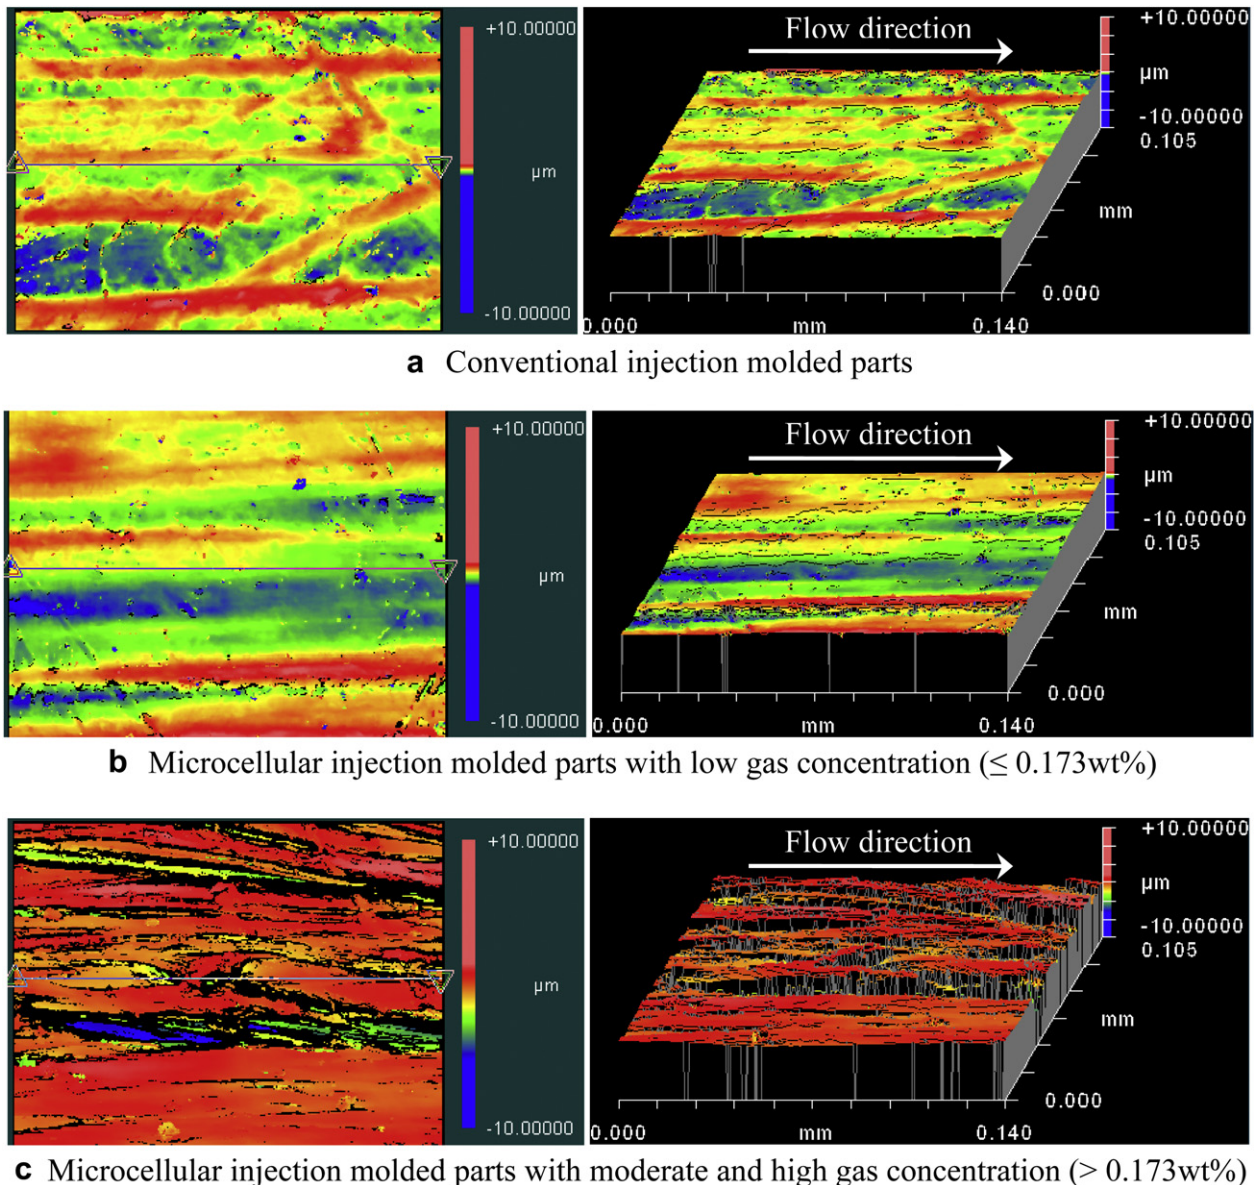 +10.00000
µm
-10.00000
Flow direction
+10.00000
µm
-10.00000
0.105
mm
0.000
0.000
mm
0.140
a Conventional injection molded parts
+10.00000
µm
-10.00000
Flow direction
+10.00000
µm
-10.00000
0.105
mm
0.000
0.000
mm
0.140
b Microcellular injection molded parts with low gas concentration (≤ 0.173wt%)
+10.00000
µm
-10.00000
Flow direction
+10.00000
µm
-10.00000
0.105
mm
0.000
0.000
mm
0.140
c Microcellular injection molded parts with moderate and high gas concentration (> 0.173wt%)